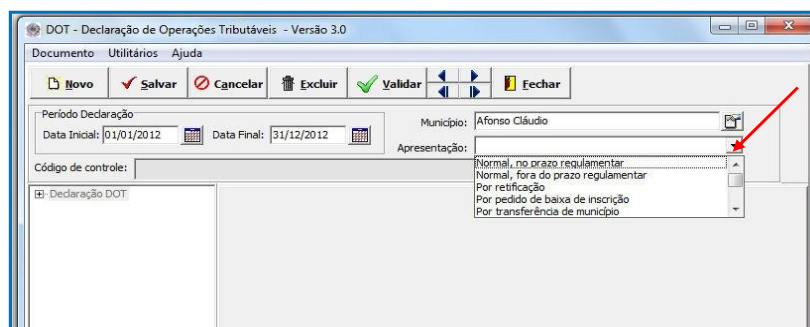 DOT - Declaração de Operações Tributáveis - Versão 3.0
Documento Utilitários Ajuda
Novo Salvar Cancelar Excluir Validar Fechar
Período Declaração
Data Inicial: 01/01/2012 Data Final: 31/12/2012
Município: Afonso Cláudio
Apresentação:
Código de controle:
Normal, no prazo regulamentar
Normal, fora do prazo regulamentar
Por retificação
Por pedido de baixa de inscrição
Por transferência de município
Declaração DOT